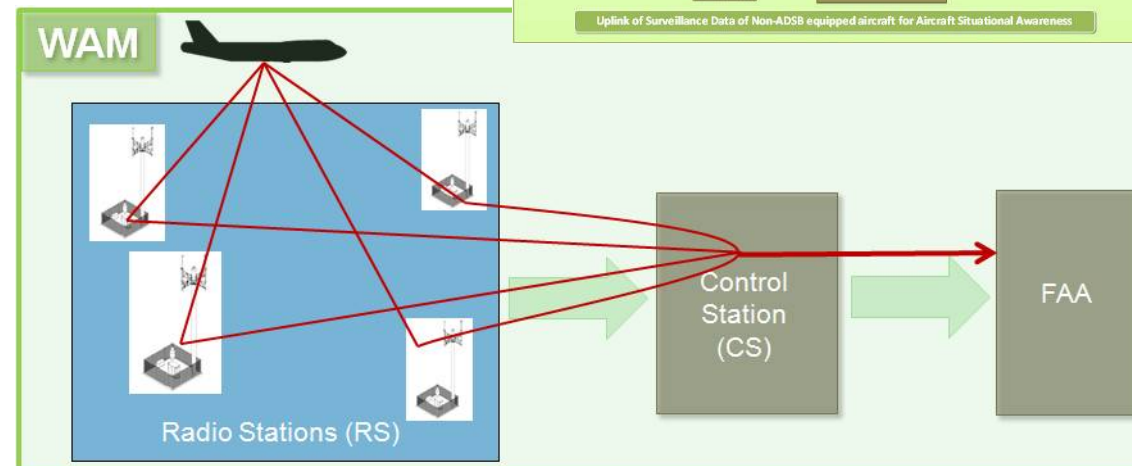 Uplink of Surveillance Data of Non-ADSB equipped aircraft for Aircraft Situational Awareness
WAM
Radio Stations (RS)
Control
Station
(CS)
FAA